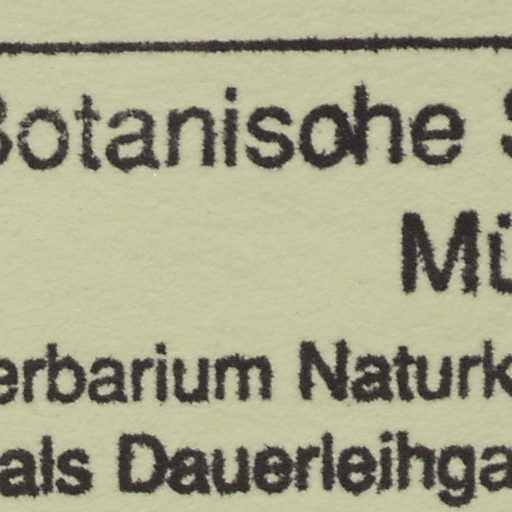 Botanische S
Mü
erbarium Naturk
als Dauerleihga